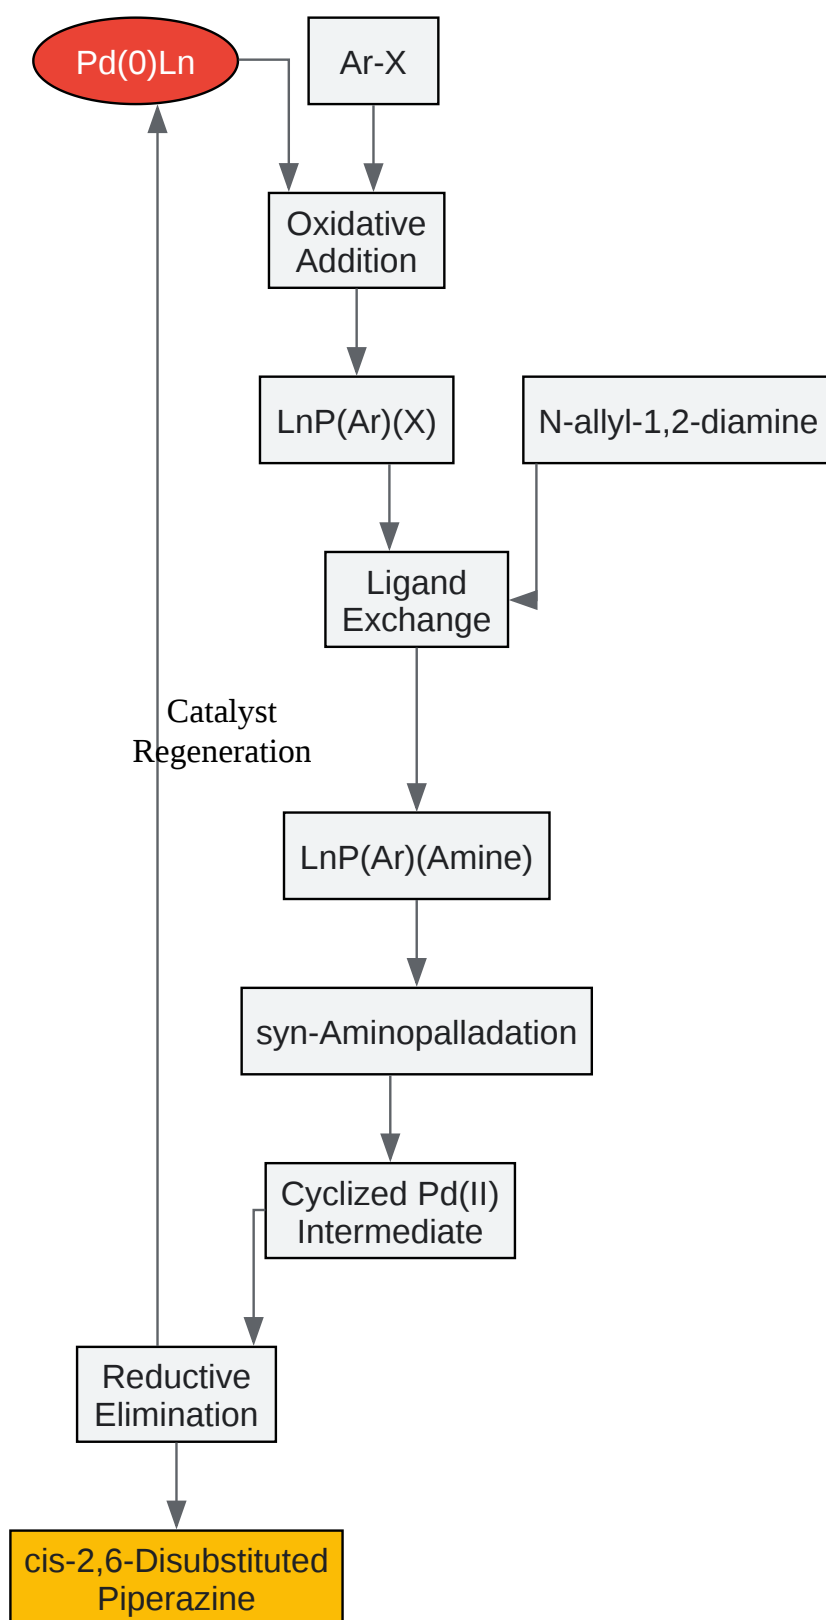 Pd(0)Ln
Ar-X
Oxidative
Addition
LnP(Ar)(X)
N-allyl-1,2-diamine
Ligand
Exchange
Catalyst
Regeneration
LnP(Ar)(Amine)
syn-Aminopalladation
Cyclized Pd(II)
Intermediate
Reductive
Elimination
cis-2,6-Disubstituted
Piperazine